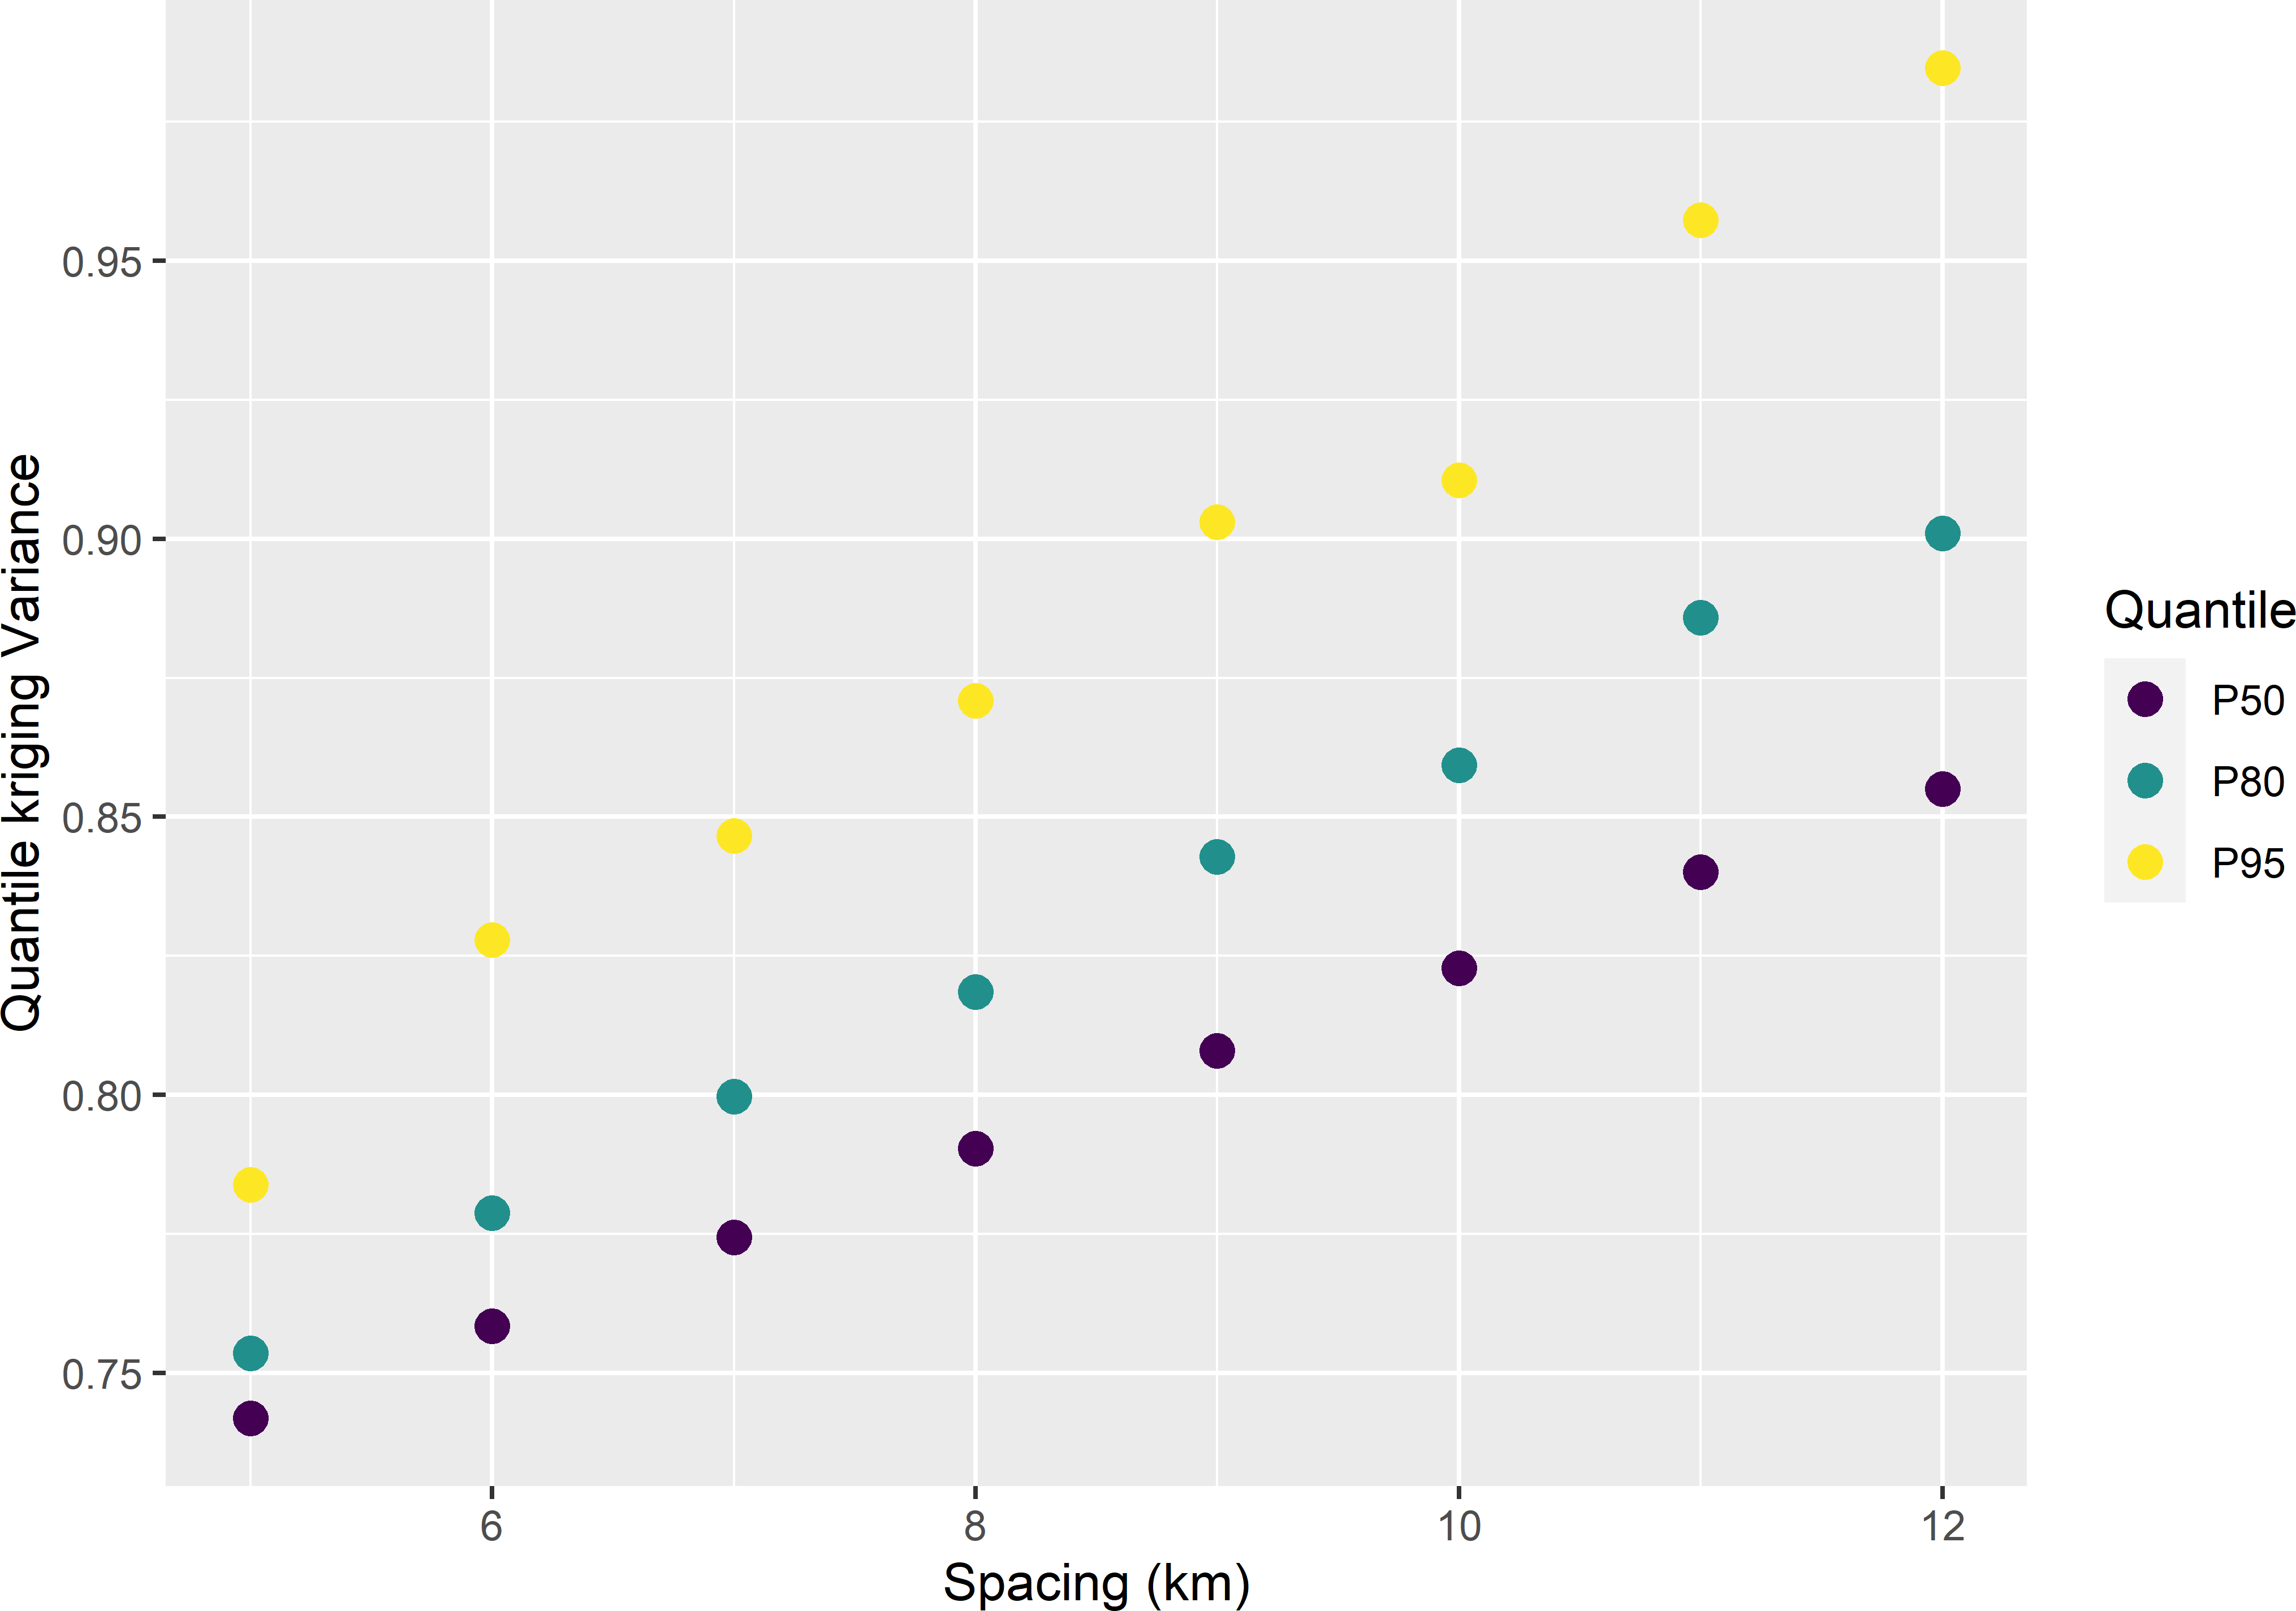 Quantile kriging Variance
0.95
0.90
0.85
0.80
0.75
6 8 10 12
Spacing (km)
Quantile
P50
P80
P95